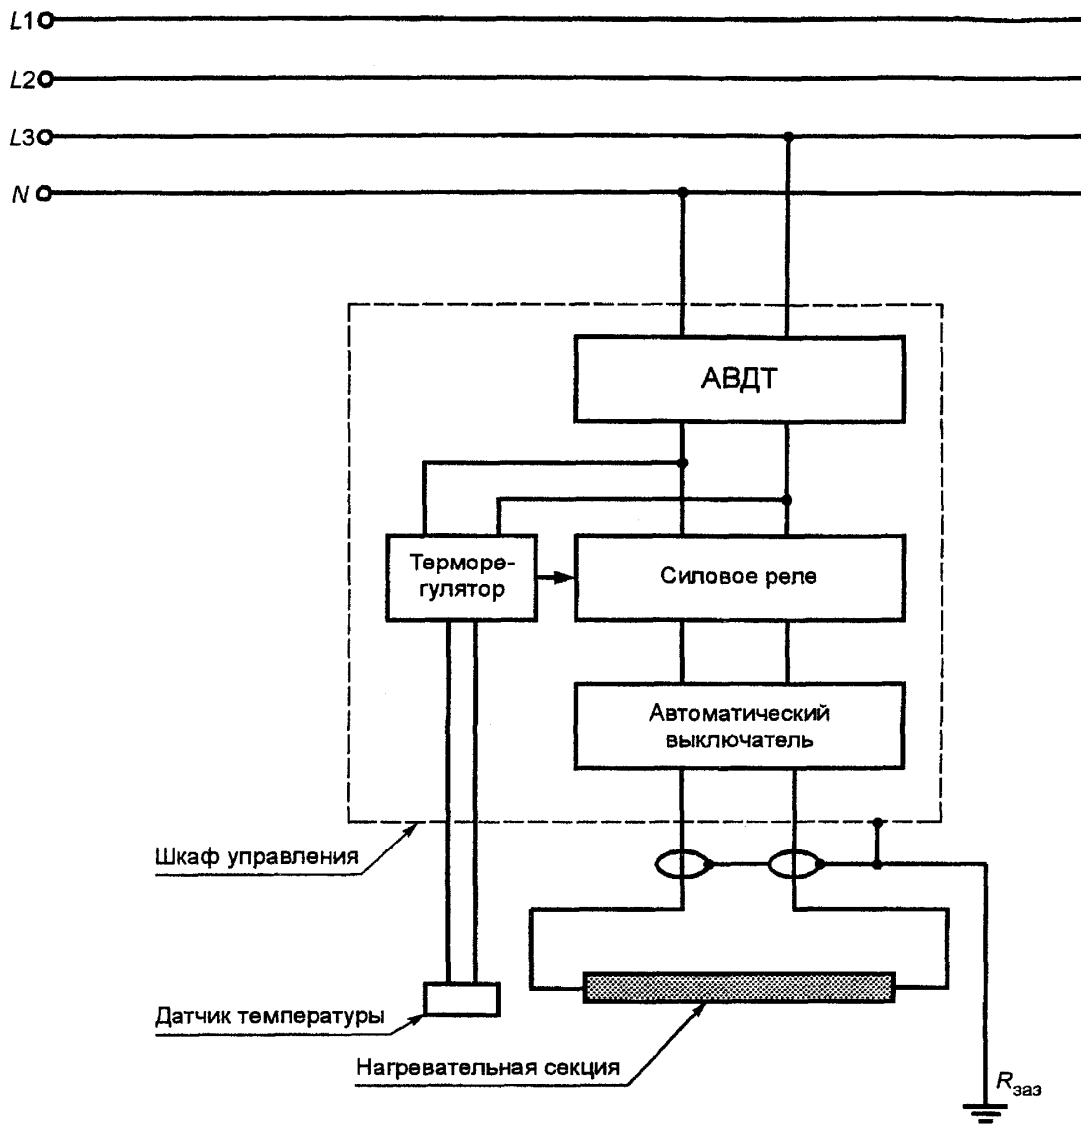 L1
L2
L3
N
АВДТ
Терморе-
гулятор
Силовое реле
Автоматический
выключатель
Шкаф управления
Датчик температуры
Нагревательная секция
Rзаз